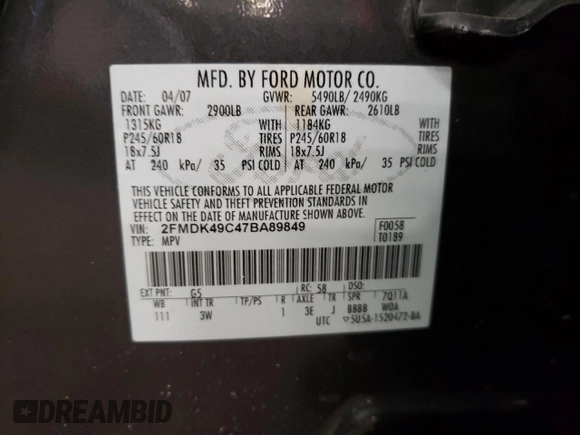 MFD. BY FORD MOTOR CO.
DATE: 04/07 GVWR: 5490LB/ 2490KG
FRONT GAWR: 2900LB REAR GAWR: 2610LB
1315KG WITH 1184KG WITH
P245/60R18 TIRES P245/60R18 TIRES
18x7.5J RIMS 18x7.5J RIMS
AT 240 kPa/ 35 PSI COLD AT 240 kPa/ 35 PSI COLD
THIS VEHICLE CONFORMS TO ALL APPLICABLE FEDERAL MOTOR
VEHICLE SAFETY AND THEFT PREVENTION STANDARDS IN
EFFECT ON THE DATE OF MANUFACTURE SHOWN ABOVE.
VIN: 2FMDK49C47BA89849 F0058
TYPE: MPV T0189
EXT PNT: G5 RC: 58 DSO:
WB INT TR TP/PS R AXLE TR SPR 7Q11A
111 3W 1 3E J BBBB WOA
UTC 5U5A-1520472-BA
DREAMBID